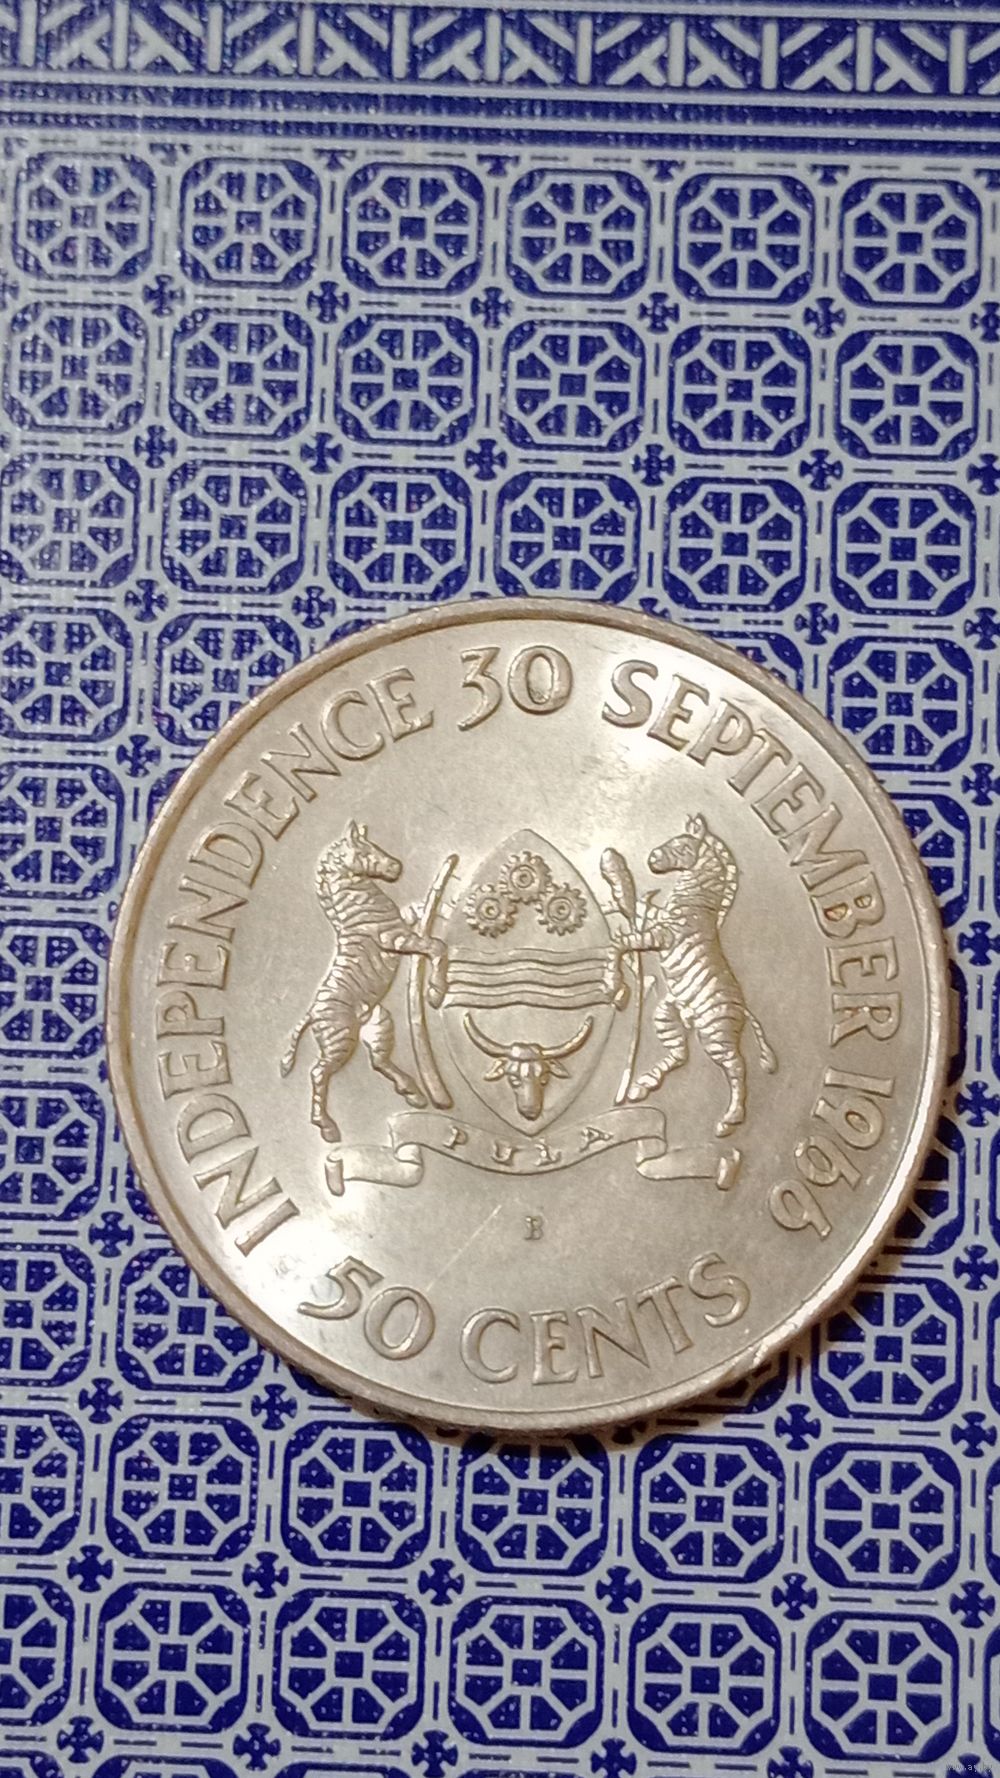 INDEPENDENCE 30 SEPTEMBER 1966
PULA
B
50 CENTS